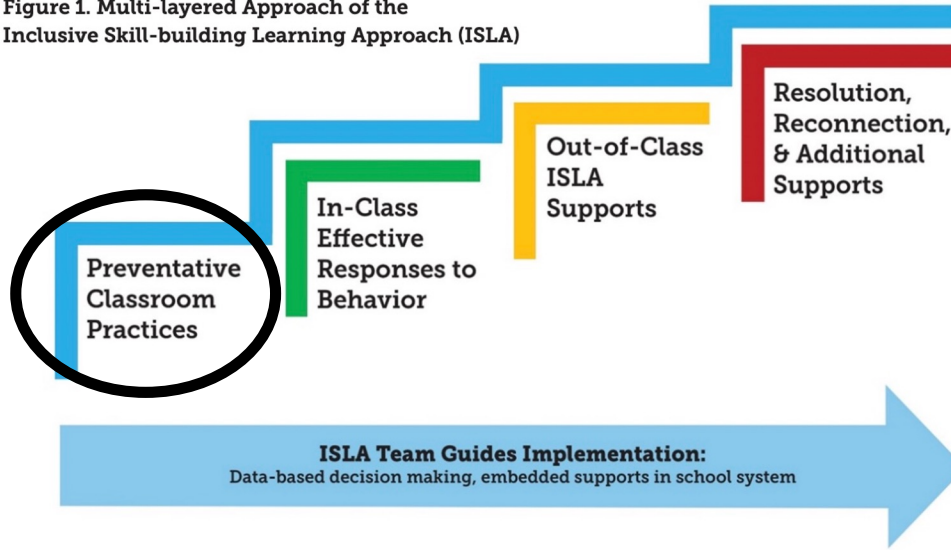 Figure 1. Multi-layered Approach of the
Inclusive Skill-building Learning Approach (ISLA)
Preventative
Classroom
Practices
In-Class
Effective
Responses to
Behavior
Out-of-Class
ISLA
Supports
Resolution,
Reconnection,
& Additional
Supports
ISLA Team Guides Implementation:
Data-based decision making, embedded supports in school system